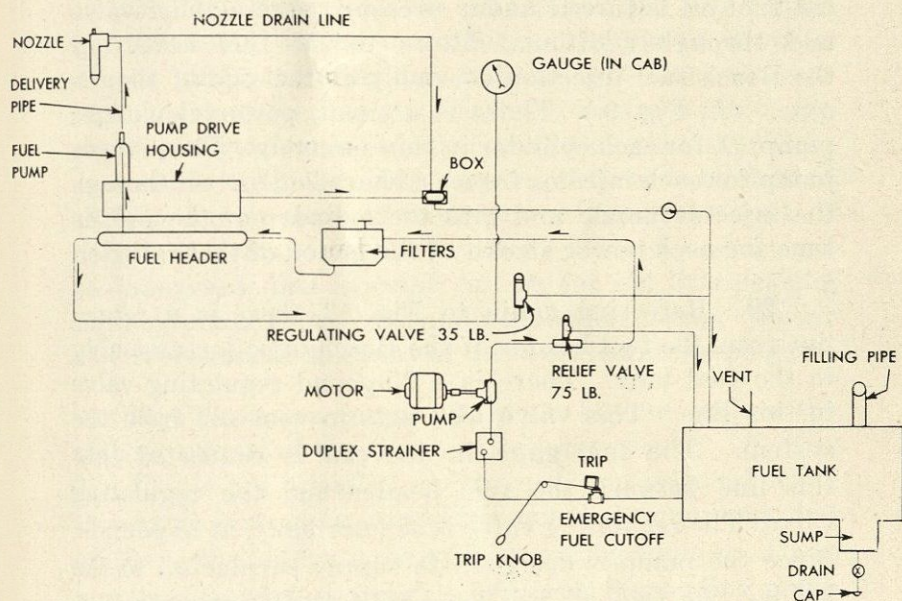 NOZZLE DRAIN LINE
NOZZLE
GAUGE (IN CAB)
DELIVERY
PIPE
PUMP DRIVE
HOUSING
FUEL
PUMP
BOX
FUEL HEADER
FILTERS
REGULATING VALVE 35 LB.
RELIEF VALVE
75 LB.
VENT
FILLING PIPE
MOTOR
PUMP
DUPLEX STRAINER
TRIP
FUEL TANK
EMERGENCY
FUEL CUTOFF
TRIP KNOB
SUMP
DRAIN
CAP